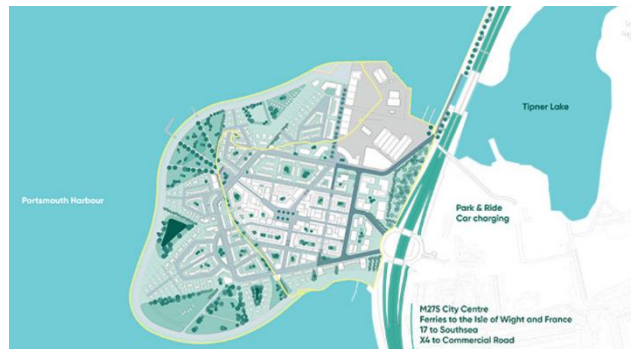 Tipner Lake
Portsmouth Harbour
Park & Ride
Car charging
M275 City Centre
Ferries to the Isle of Wight and France
17 to Southsea
X4 to Commercial Road